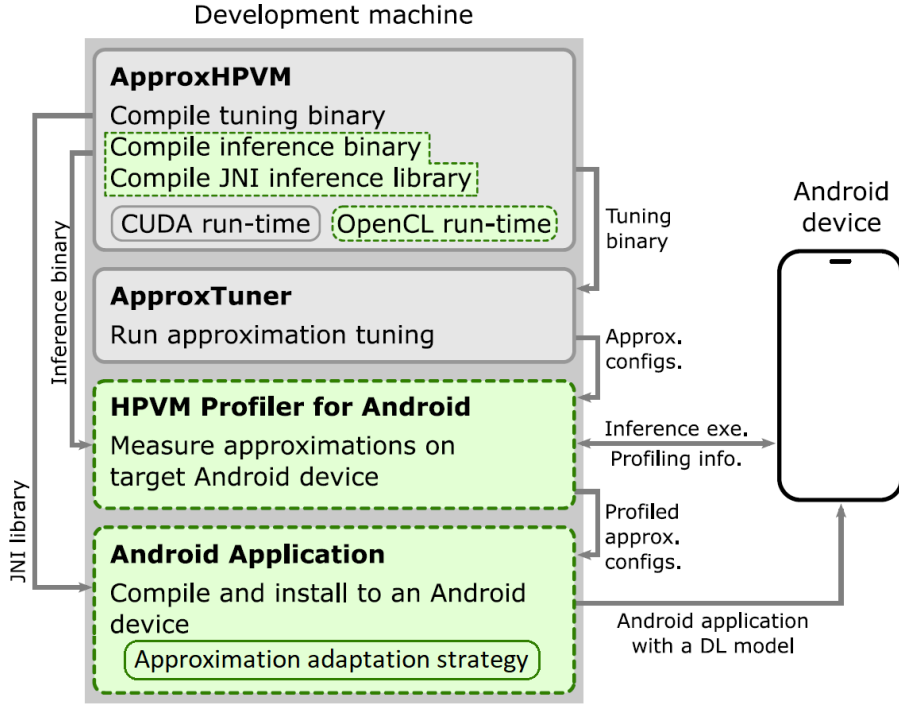 Development machine
ApproxHPVM
Compile tuning binary
Compile inference binary
Compile JNI inference library
CUDA run-time
OpenCL run-time
Tuning
binary
Android
device
Inference binary
ApproxTuner
Run approximation tuning
Approx.
configs.
HPVM Profiler for Android
Measure approximations on
target Android device
Inference exe.
Profiling info.
JNI library
Profiled
approx.
configs.
Android Application
Compile and install to an Android
device
Approximation adaptation strategy
Android application
with a DL model